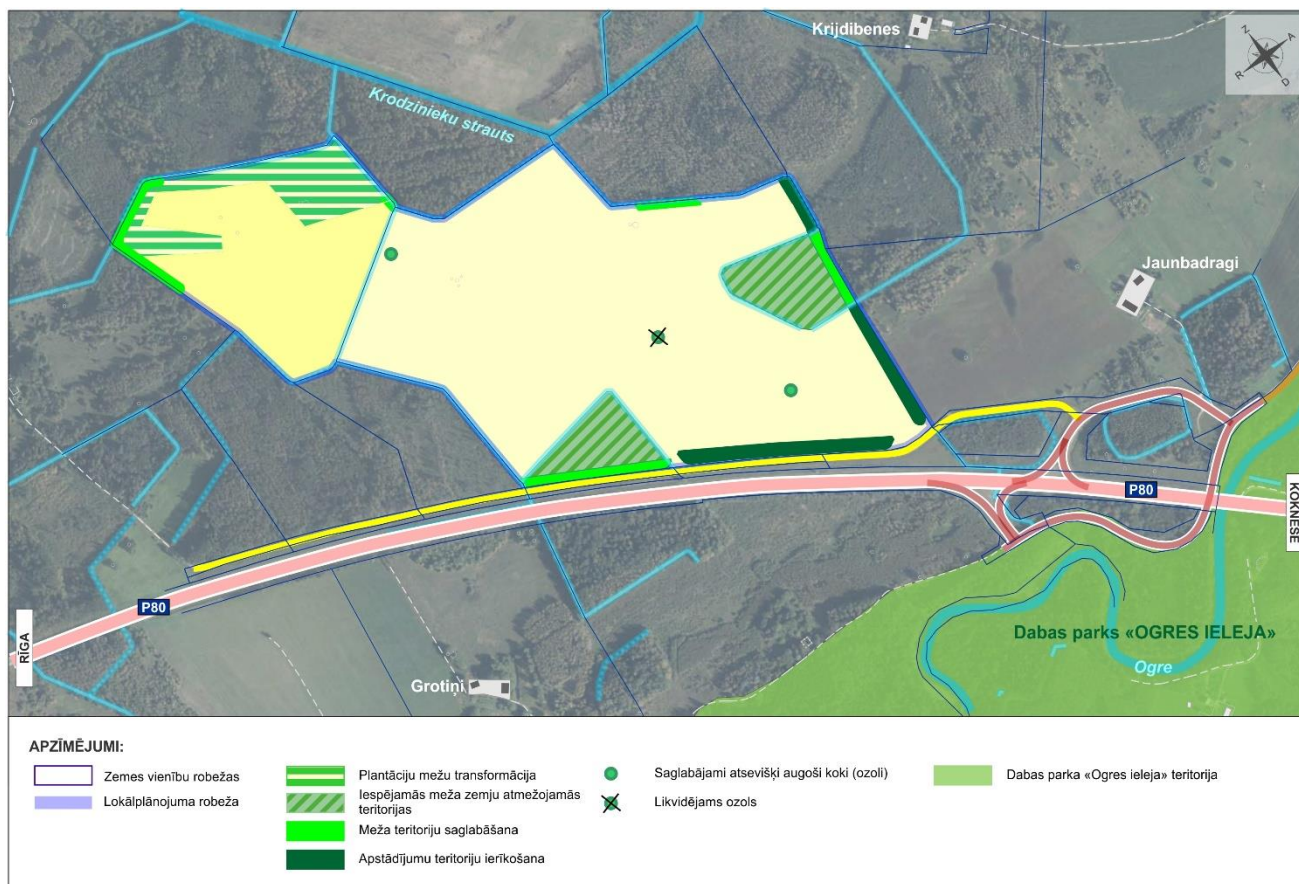 Krijdibenes
Z
A
R
D
Krodzinieku strauts
Jaunbadragi
P80
KOKNESE
P80
RĪGA
Dabas parks «OGRES IELEJA»
Ogre
Grotiņi
APZĪMĒJUMI:
Zemes vienību robežas
Lokālplānojuma robeža
Plantāciju mežu transformācija
Iespējamās meža zemju atmežojamās
teritorijas
Meža teritoriju saglabāšana
Apstādījumu teritoriju ierīkošana
Saglabājami atsevišķi augoši koki (ozoli)
Likvidējams ozols
Dabas parka «Ogres ieleja» teritorija